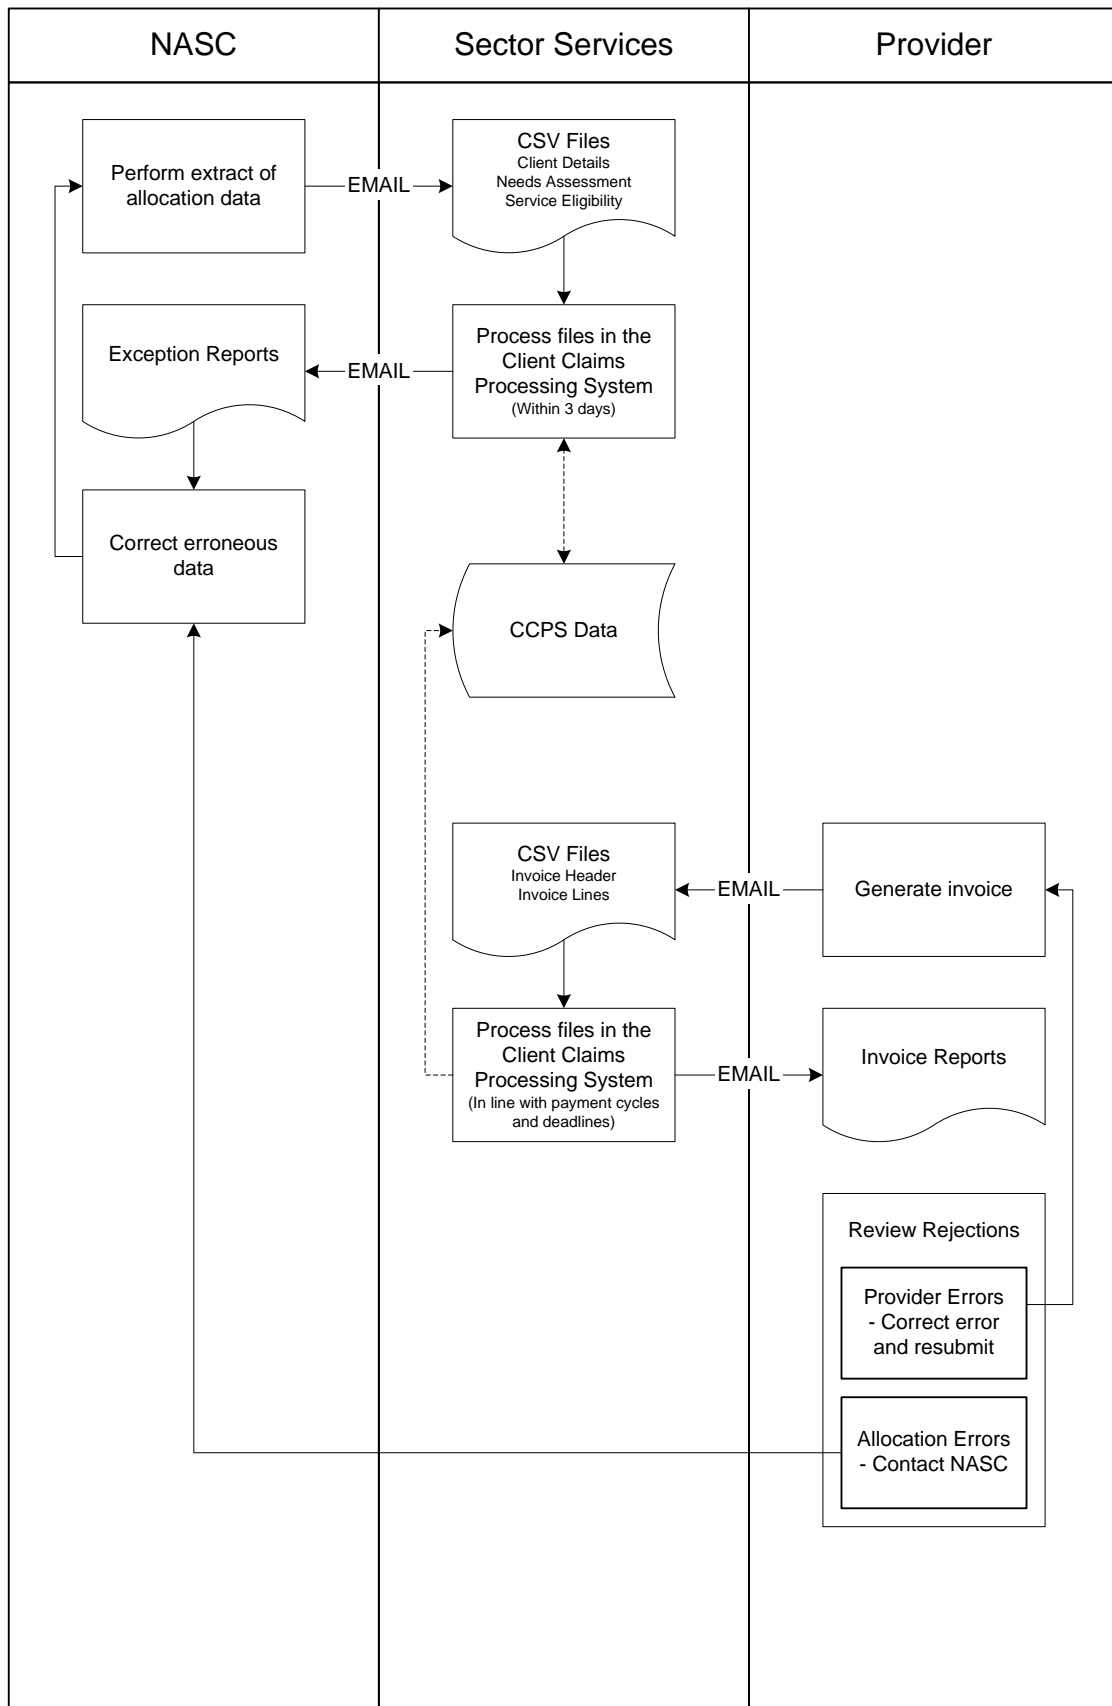 NASC
Sector Services
Provider
Perform extract of
allocation data
EMAIL
CSV Files
Client Details
Needs Assessment
Service Eligibility
Exception Reports
EMAIL
Process files in the
Client Claims
Processing System
(Within 3 days)
Correct erroneous
data
CCPS Data
CSV Files
Invoice Header
Invoice Lines
EMAIL
Generate invoice
Process files in the
Client Claims
Processing System
(In line with payment cycles
and deadlines)
EMAIL
Invoice Reports
Review Rejections
Provider Errors
- Correct error
and resubmit
Allocation Errors
- Contact NASC